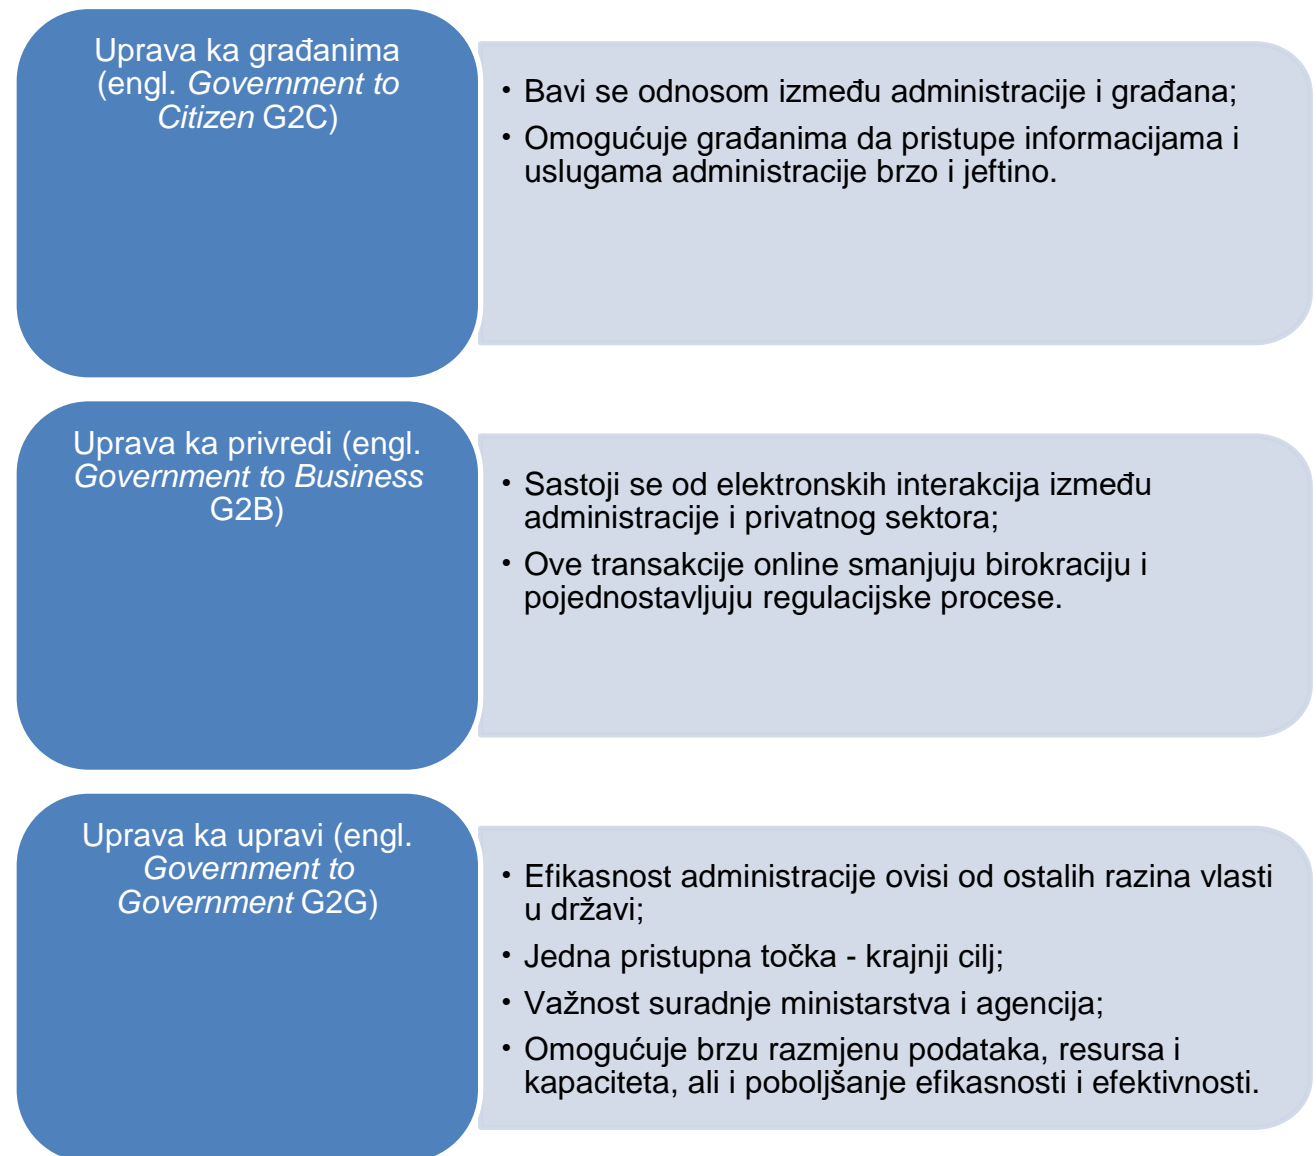 Uprava ka građanima
(engl. Government to
Citizen G2C)
• Bavi se odnosom između administracije i građana;
• Omogućuje građanima da pristupe informacijama i
uslugama administracije brzo i jeftino.
Uprava ka privredi (engl.
Government to Business
G2B)
• Sastoji se od elektronskih interakcija između
administracije i privatnog sektora;
• Ove transakcije online smanjuju birokraciju i
pojednostavljuju regulacijske procese.
Uprava ka upravi (engl.
Government to
Government G2G)
• Efikasnost administracije ovisi od ostalih razina vlasti
u državi;
• Jedna pristupna točka - krajnji cilj;
• Važnost suradnje ministarstva i agencija;
• Omogućuje brzu razmjenu podataka, resursa i
kapaciteta, ali i poboljšanje efikasnosti i efektivnosti.